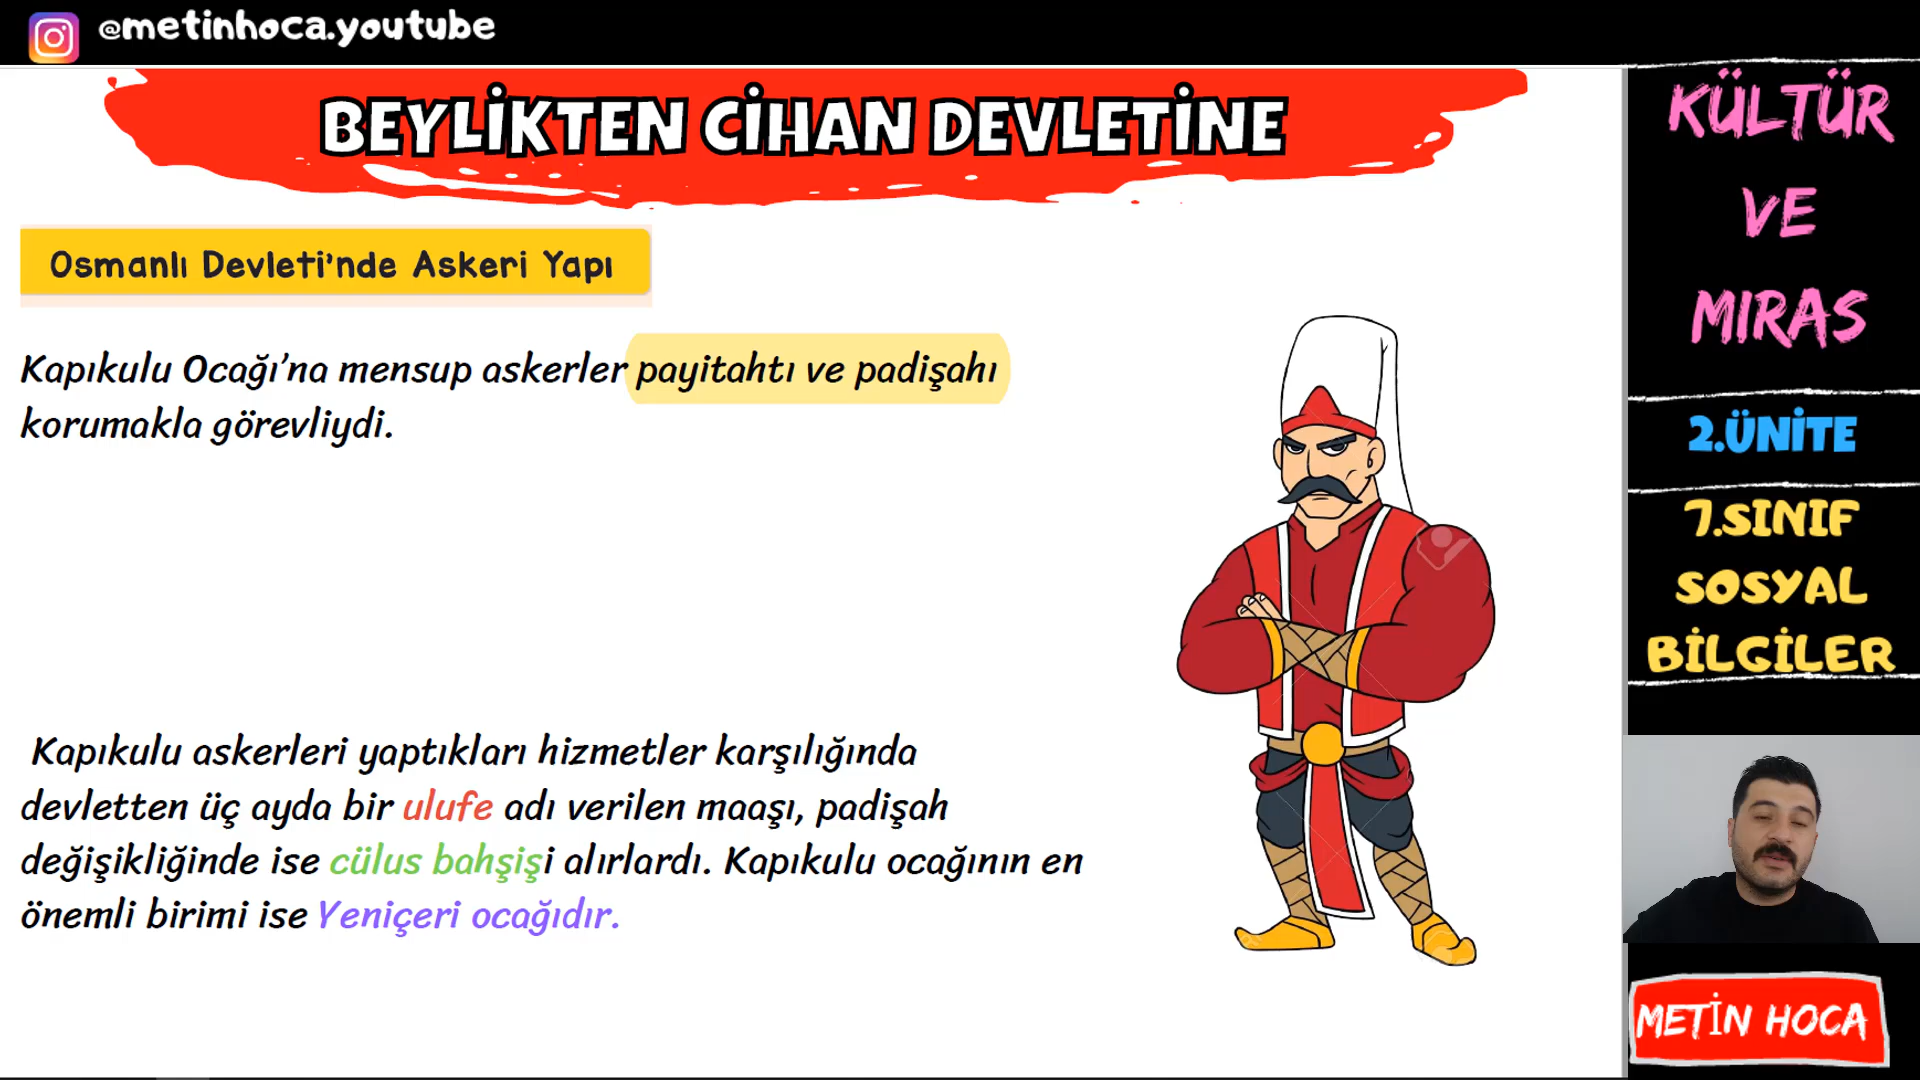 @metinhoca.youtube
BEYLİKTEN CİHAN DEVLETİNE
Osmanlı Devleti'nde Askeri Yapı
Kapıkulu Ocağı'na mensup askerler payitahtı ve padişahı
korumakla görevliydi.
Kapıkulu askerleri yaptıkları hizmetler karşılığında
devletten üç ayda bir ulufe adı verilen maaşı, padişah
değişikliğinde ise cülus bahşişi alırlardı. Kapıkulu ocağının en
önemli birimi ise Yeniçeri ocağıdır.
KÜLTÜR
VE
MIRAS
2.ÜNİTE
7.SINIF
SOSYAL
BİLGİLER
METİN HOCA